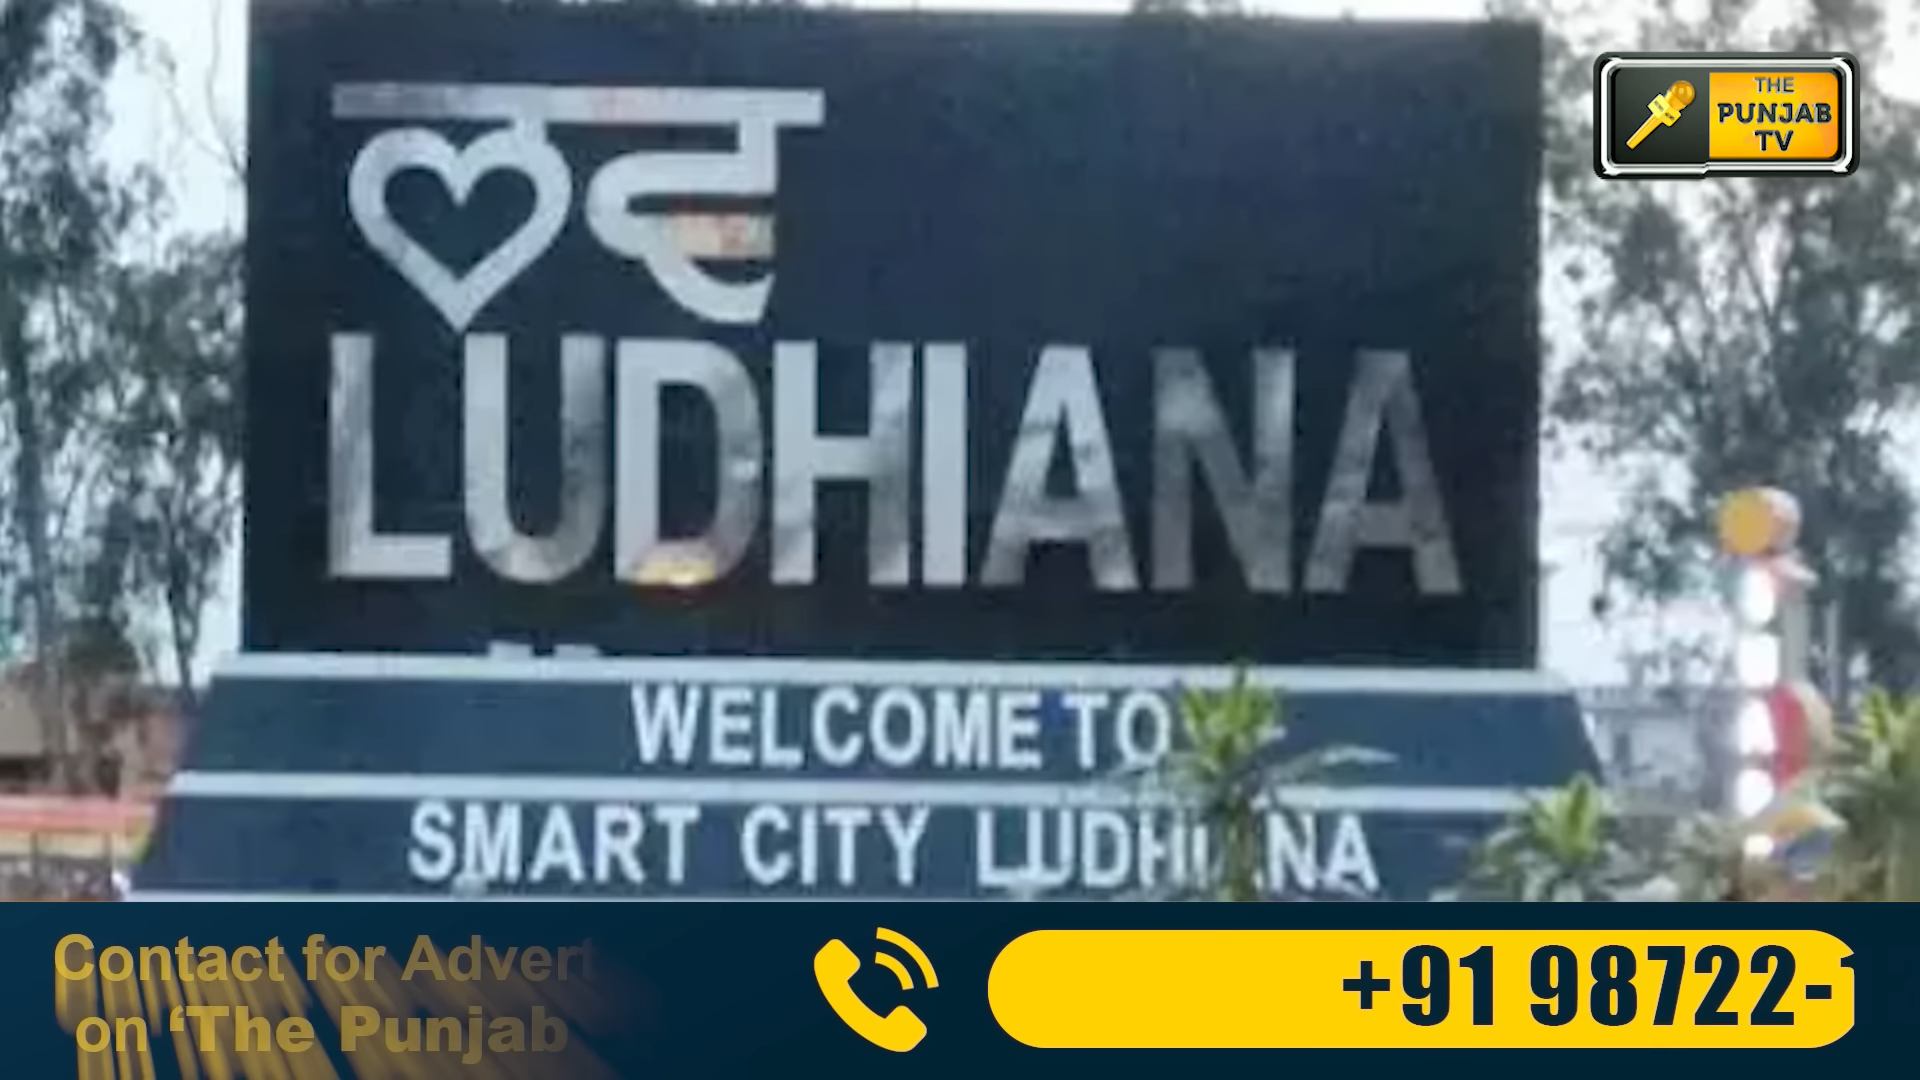 THE
PUNJAB
TV
LUDHIANA
WELCOME TO
SMART CITY LUDHIANA
Contact for Advert
on ‘The Punjab
+91 98722-